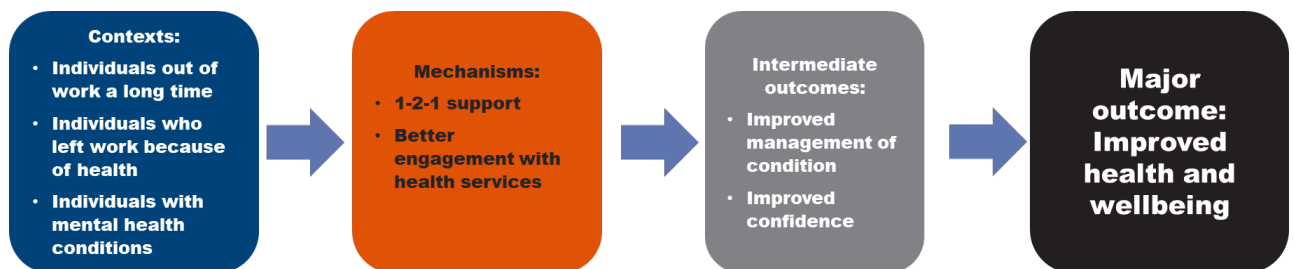 Contexts:
• Individuals out of
work a long time
• Individuals who
left work because
of health
• Individuals with
mental health
conditions
Mechanisms:
• 1-2-1 support
• Better
engagement with
health services
Intermediate
outcomes:
• Improved
management of
condition
• Improved
confidence
Major
outcome:
Improved
health and
wellbeing